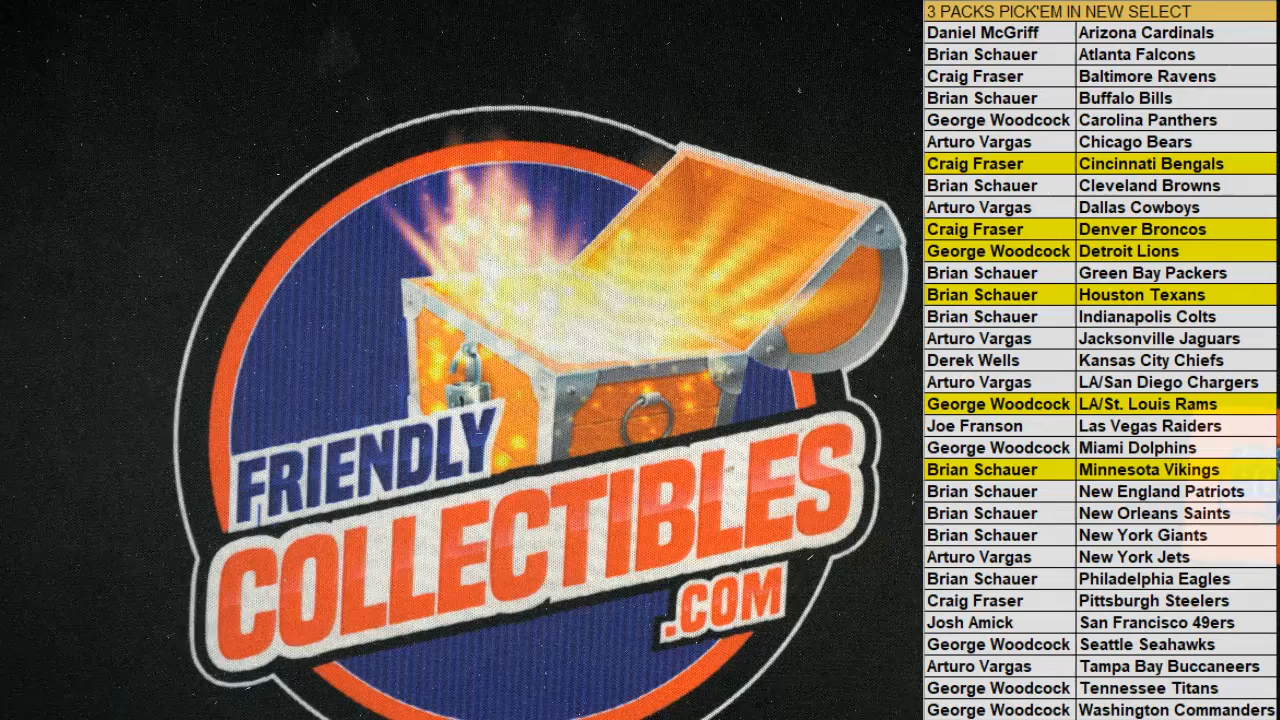 3 PACKS PICK'EM IN NEW SELECT
Daniel McGriff Arizona Cardinals
Brian Schauer Atlanta Falcons
Craig Fraser Baltimore Ravens
Brian Schauer Buffalo Bills
George Woodcock Carolina Panthers
Arturo Vargas Chicago Bears
Craig Fraser Cincinnati Bengals
Brian Schauer Cleveland Browns
Arturo Vargas Dallas Cowboys
Craig Fraser Denver Broncos
George Woodcock Detroit Lions
Brian Schauer Green Bay Packers
Brian Schauer Houston Texans
Brian Schauer Indianapolis Colts
Arturo Vargas Jacksonville Jaguars
Derek Wells Kansas City Chiefs
Arturo Vargas LA/San Diego Chargers
George Woodcock LA/St. Louis Rams
Joe Franson Las Vegas Raiders
George Woodcock Miami Dolphins
Brian Schauer Minnesota Vikings
Brian Schauer New England Patriots
Brian Schauer New Orleans Saints
Brian Schauer New York Giants
Arturo Vargas New York Jets
Brian Schauer Philadelphia Eagles
Craig Fraser Pittsburgh Steelers
Josh Amick San Francisco 49ers
George Woodcock Seattle Seahawks
Arturo Vargas Tampa Bay Buccaneers
George Woodcock Tennessee Titans
George Woodcock Washington Commanders
FRIENDLY
COLLECTIBLES
.COM